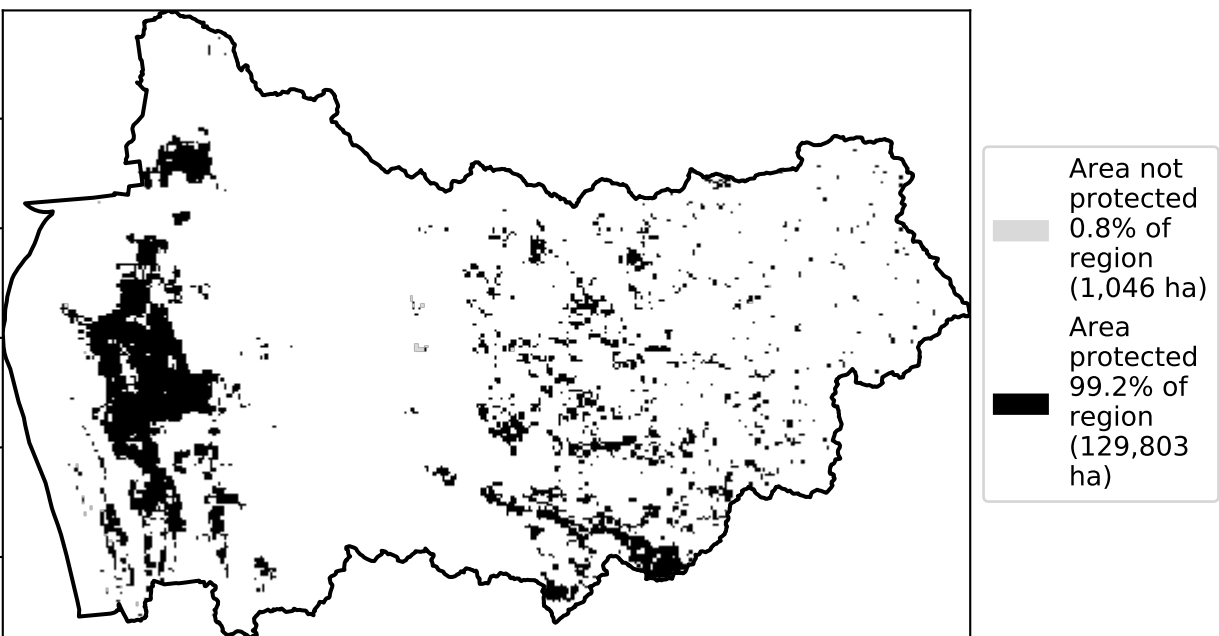 Area not
protected
0.8% of
region
(1,046 ha)
Area
protected
99.2% of
region
(129,803
ha)